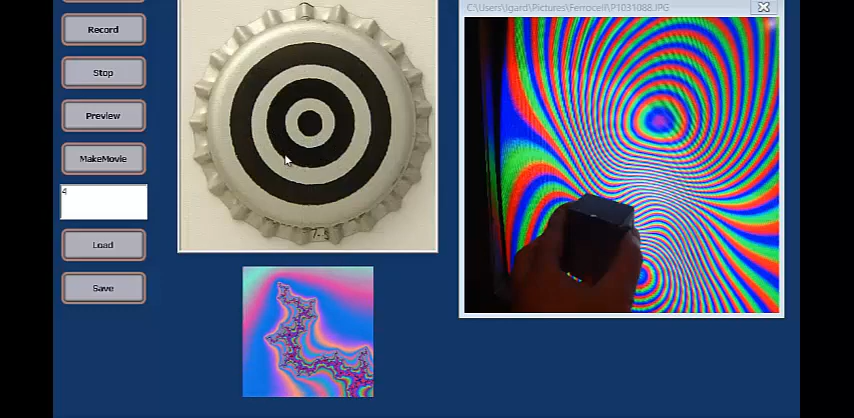 C:\Users\lgard\Pictures\Ferrocell\P1031088.JPG
Record
Stop
Preview
MakeMovie
4
Load
Save